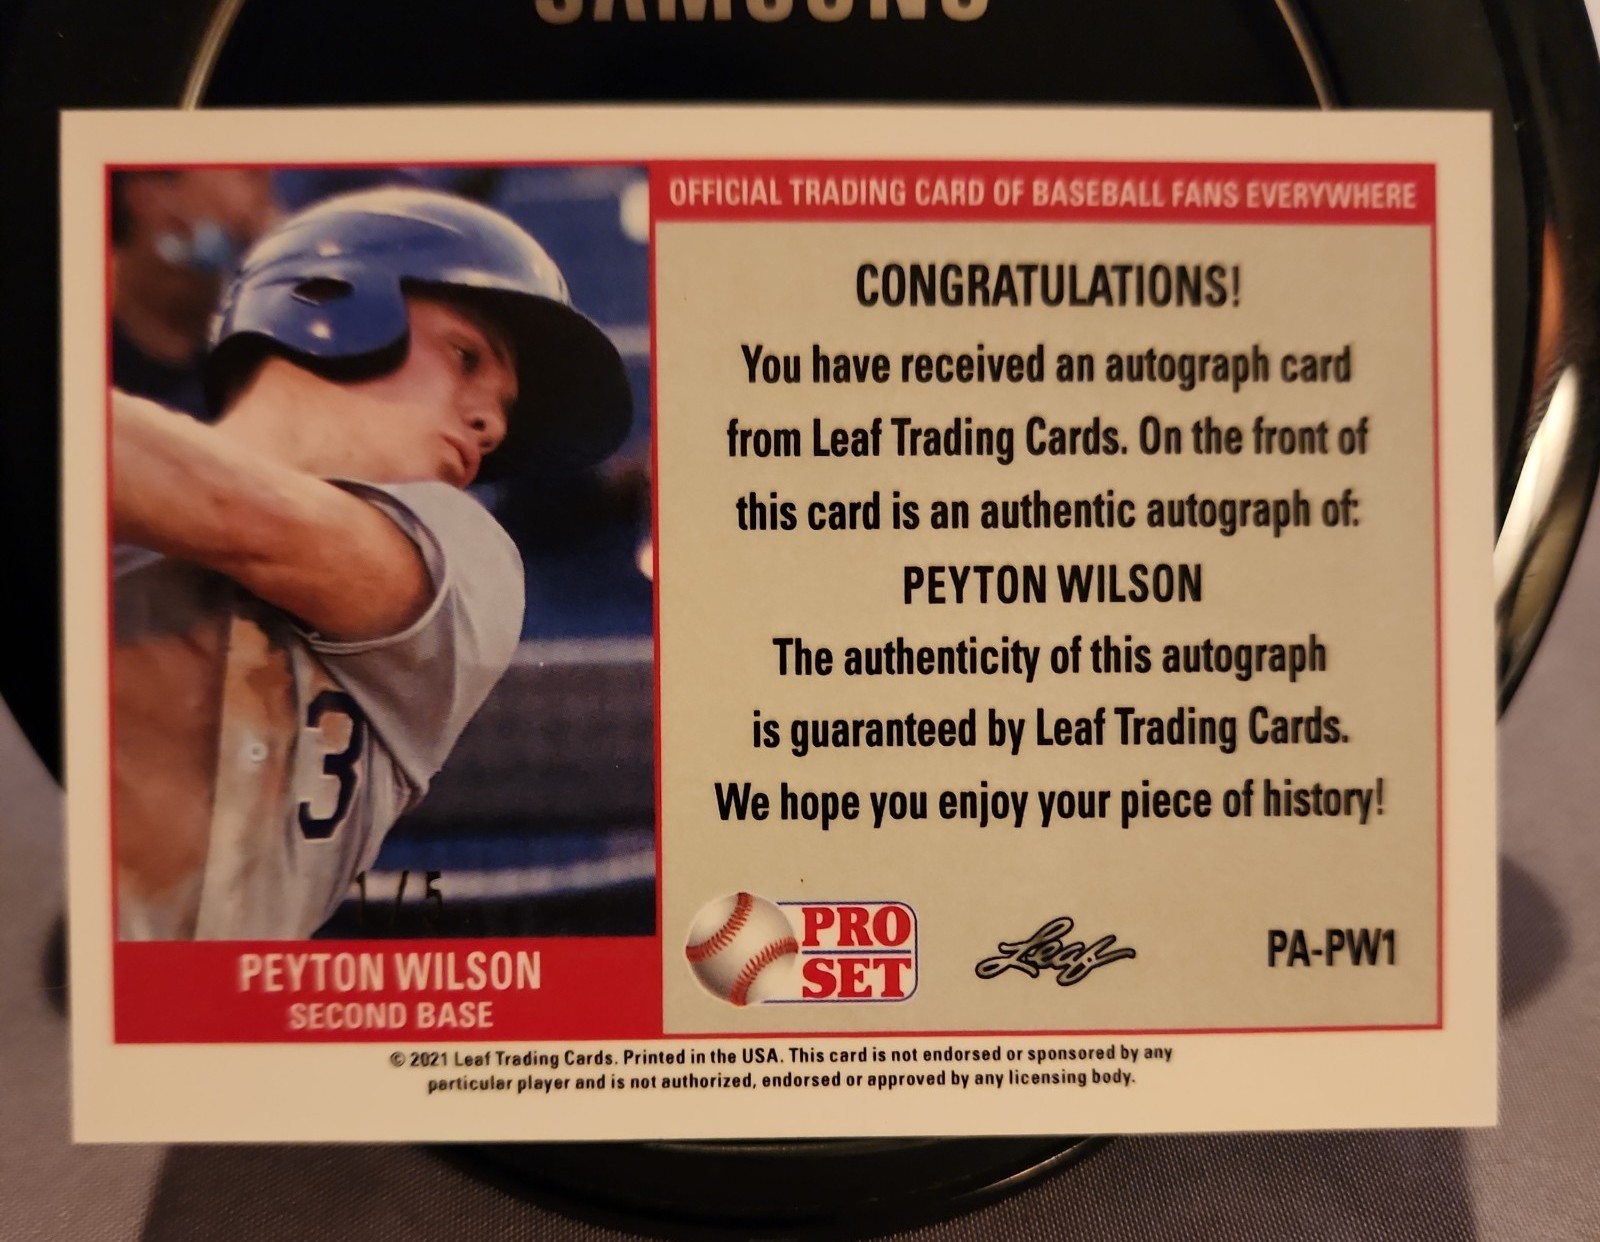 SAMSUNG
OFFICIAL TRADING CARD OF BASEBALL FANS EVERYWHERE
CONGRATULATIONS!
You have received an autograph card
from Leaf Trading Cards. On the front of
this card is an authentic autograph of:
PEYTON WILSON
The authenticity of this autograph
is guaranteed by Leaf Trading Cards.
We hope you enjoy your piece of history!
3
1/5
PEYTON WILSON
SECOND BASE
PRO
SET
Leaf
PA-PW1
© 2021 Leaf Trading Cards. Printed in the USA. This card is not endorsed or sponsored by any
particular player and is not authorized, endorsed or approved by any licensing body.